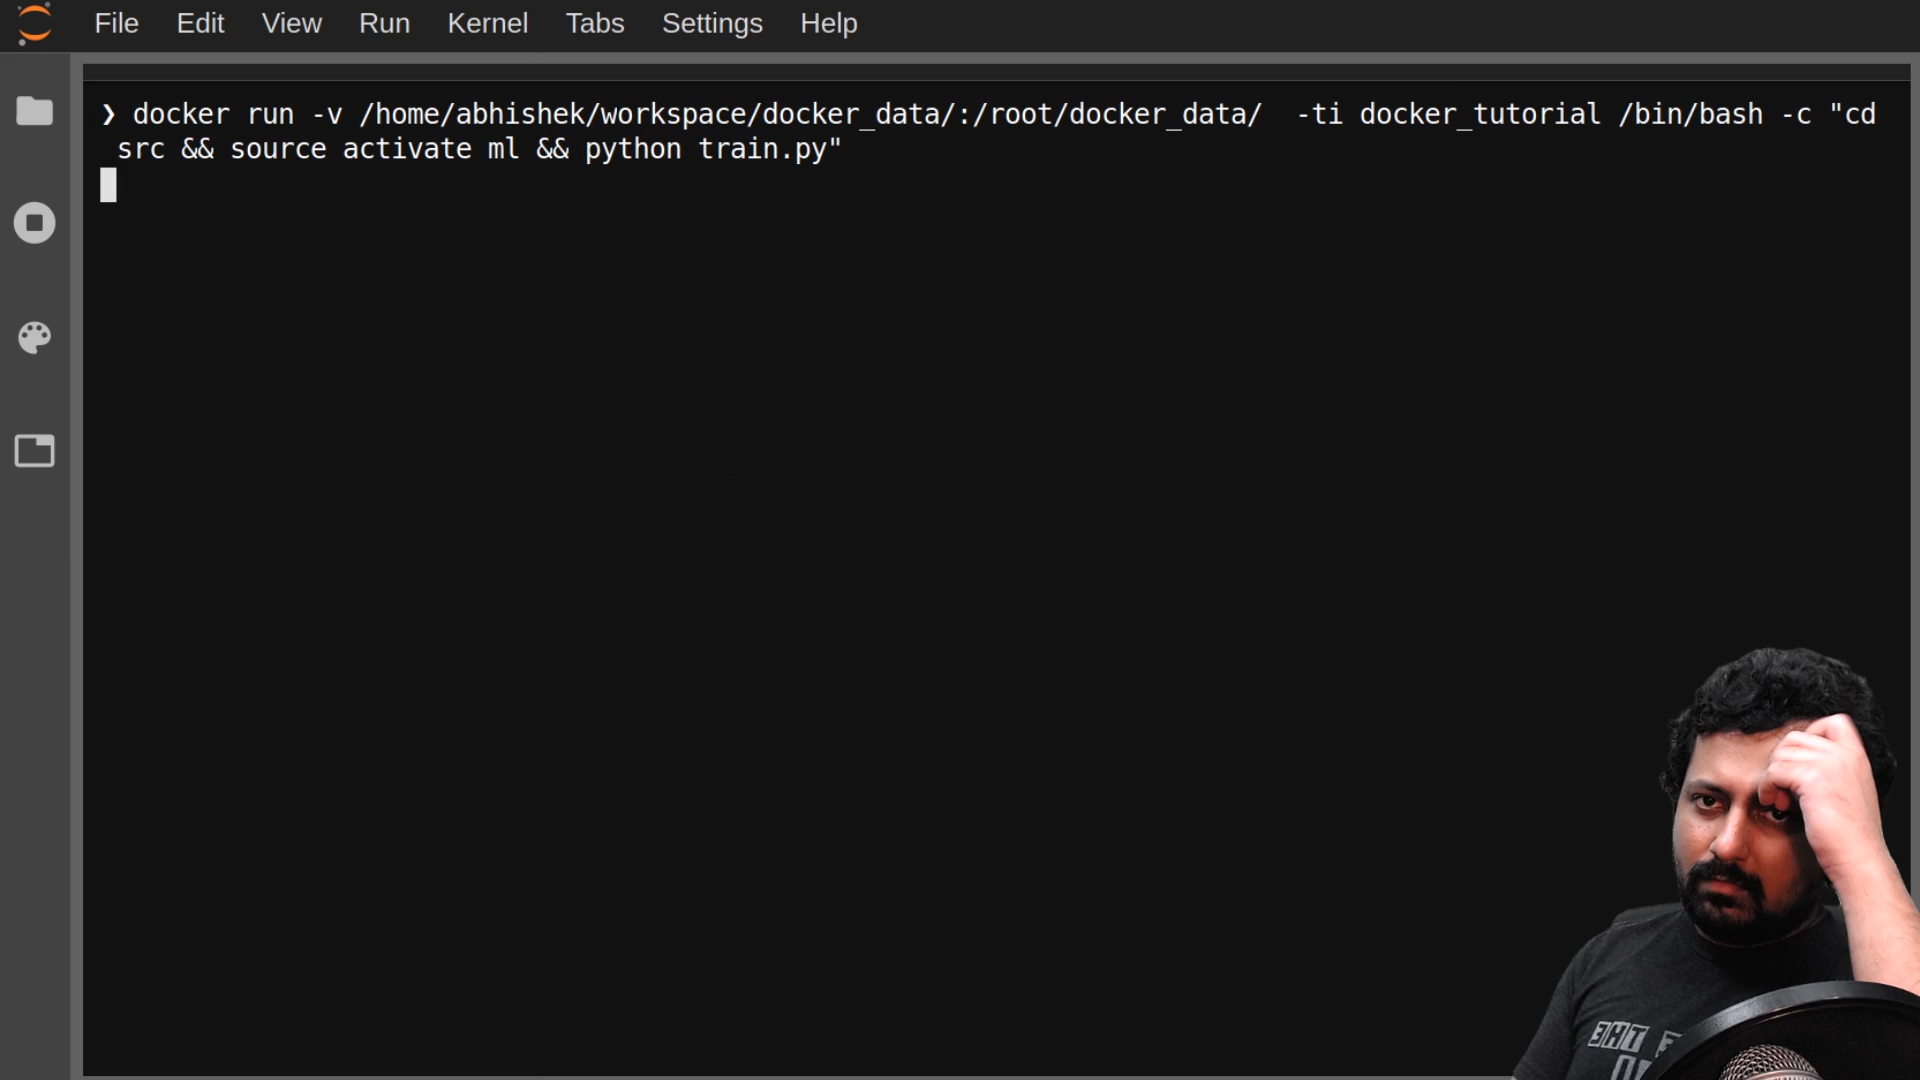 File Edit View Run Kernel Tabs Settings Help
❯ docker run -v /home/abhishek/workspace/docker_data/:/root/docker_data/  -ti docker_tutorial /bin/bash -c "cd
 src && source activate ml && python train.py"